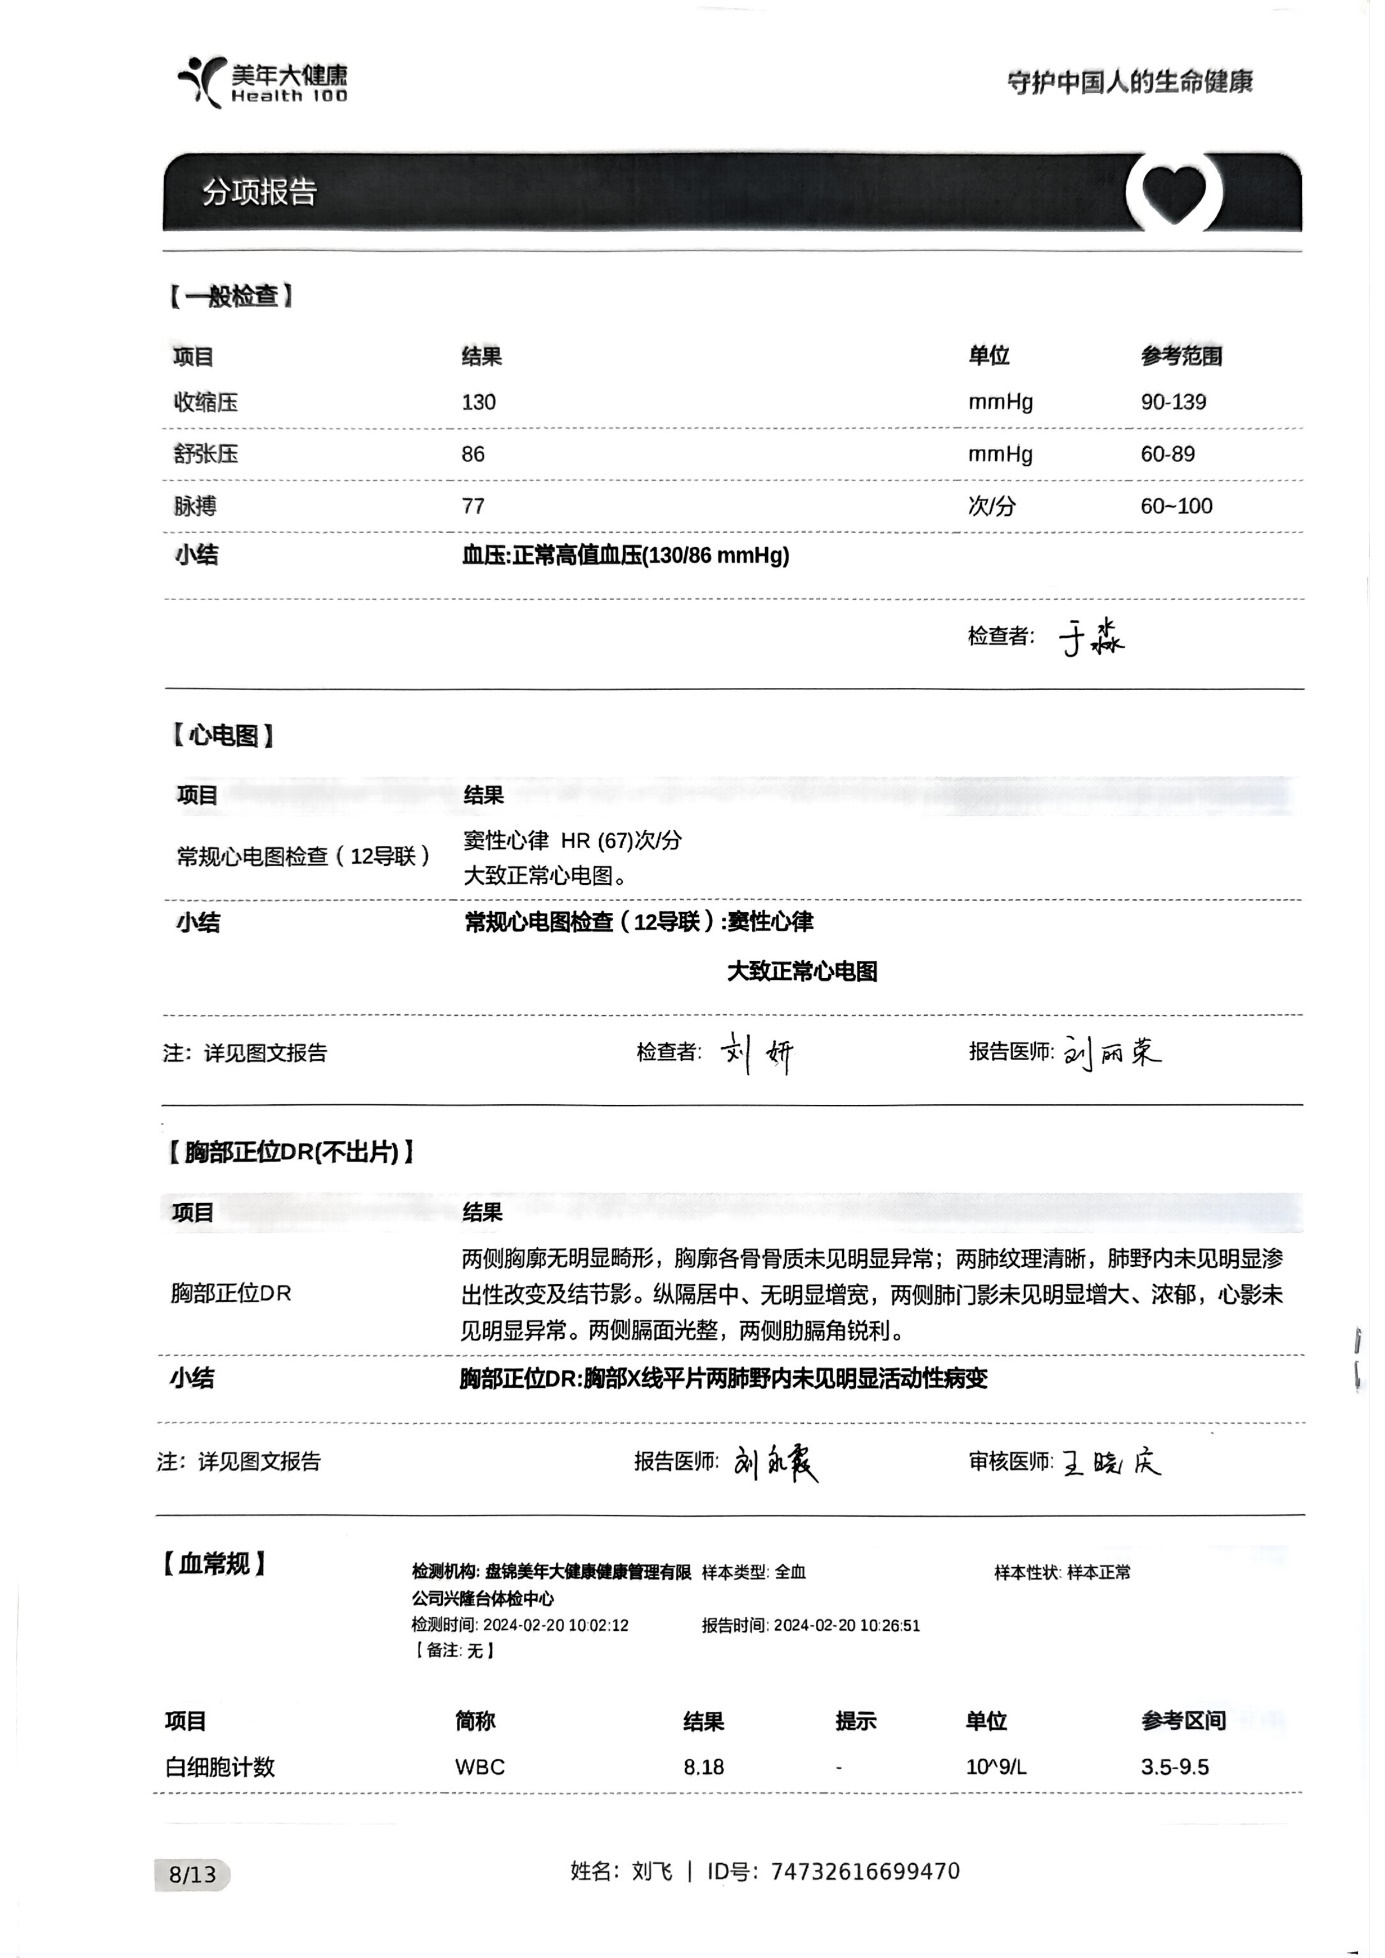 美年大健康
Health 100
守护中国人的生命健康
分项报告
【一般检查】
项目 结果 单位 参考范围
收缩压 130 mmHg 90-139
舒张压 86 mmHg 60-89
脉搏 77 次/分 60~100
小结 血压:正常高值血压(130/86 mmHg)
检查者: 于淼
【心电图】
项目 结果
常规心电图检查（12导联） 窦性心律 HR (67)次/分
大致正常心电图。
小结 常规心电图检查（12导联）:窦性心律
大致正常心电图
注：详见图文报告 检查者: 刘妍 报告医师: 刘丽荣
【胸部正位DR(不出片)】
项目 结果
胸部正位DR 两侧胸廓无明显畸形，胸廓各骨骨质未见明显异常；两肺纹理清晰，肺野内未见明显渗
出性改变及结节影。纵隔居中、无明显增宽，两侧肺门影未见明显增大、浓郁，心影未
见明显异常。两侧膈面光整，两侧肋膈角锐利。
小结 胸部正位DR:胸部X线平片两肺野内未见明显活动性病变
注：详见图文报告 报告医师: 刘永霞 审核医师: 王晓庆
【血常规】 检测机构: 盘锦美年大健康健康管理有限 样本类型: 全血 样本性状: 样本正常
公司兴隆台体检中心
检测时间: 2024-02-20 10:02:12 报告时间: 2024-02-20 10:26:51
【备注: 无】
项目 简称 结果 提示 单位 参考区间
白细胞计数 WBC 8.18 - 10^9/L 3.5-9.5
8/13 姓名：刘飞 | ID号：74732616699470